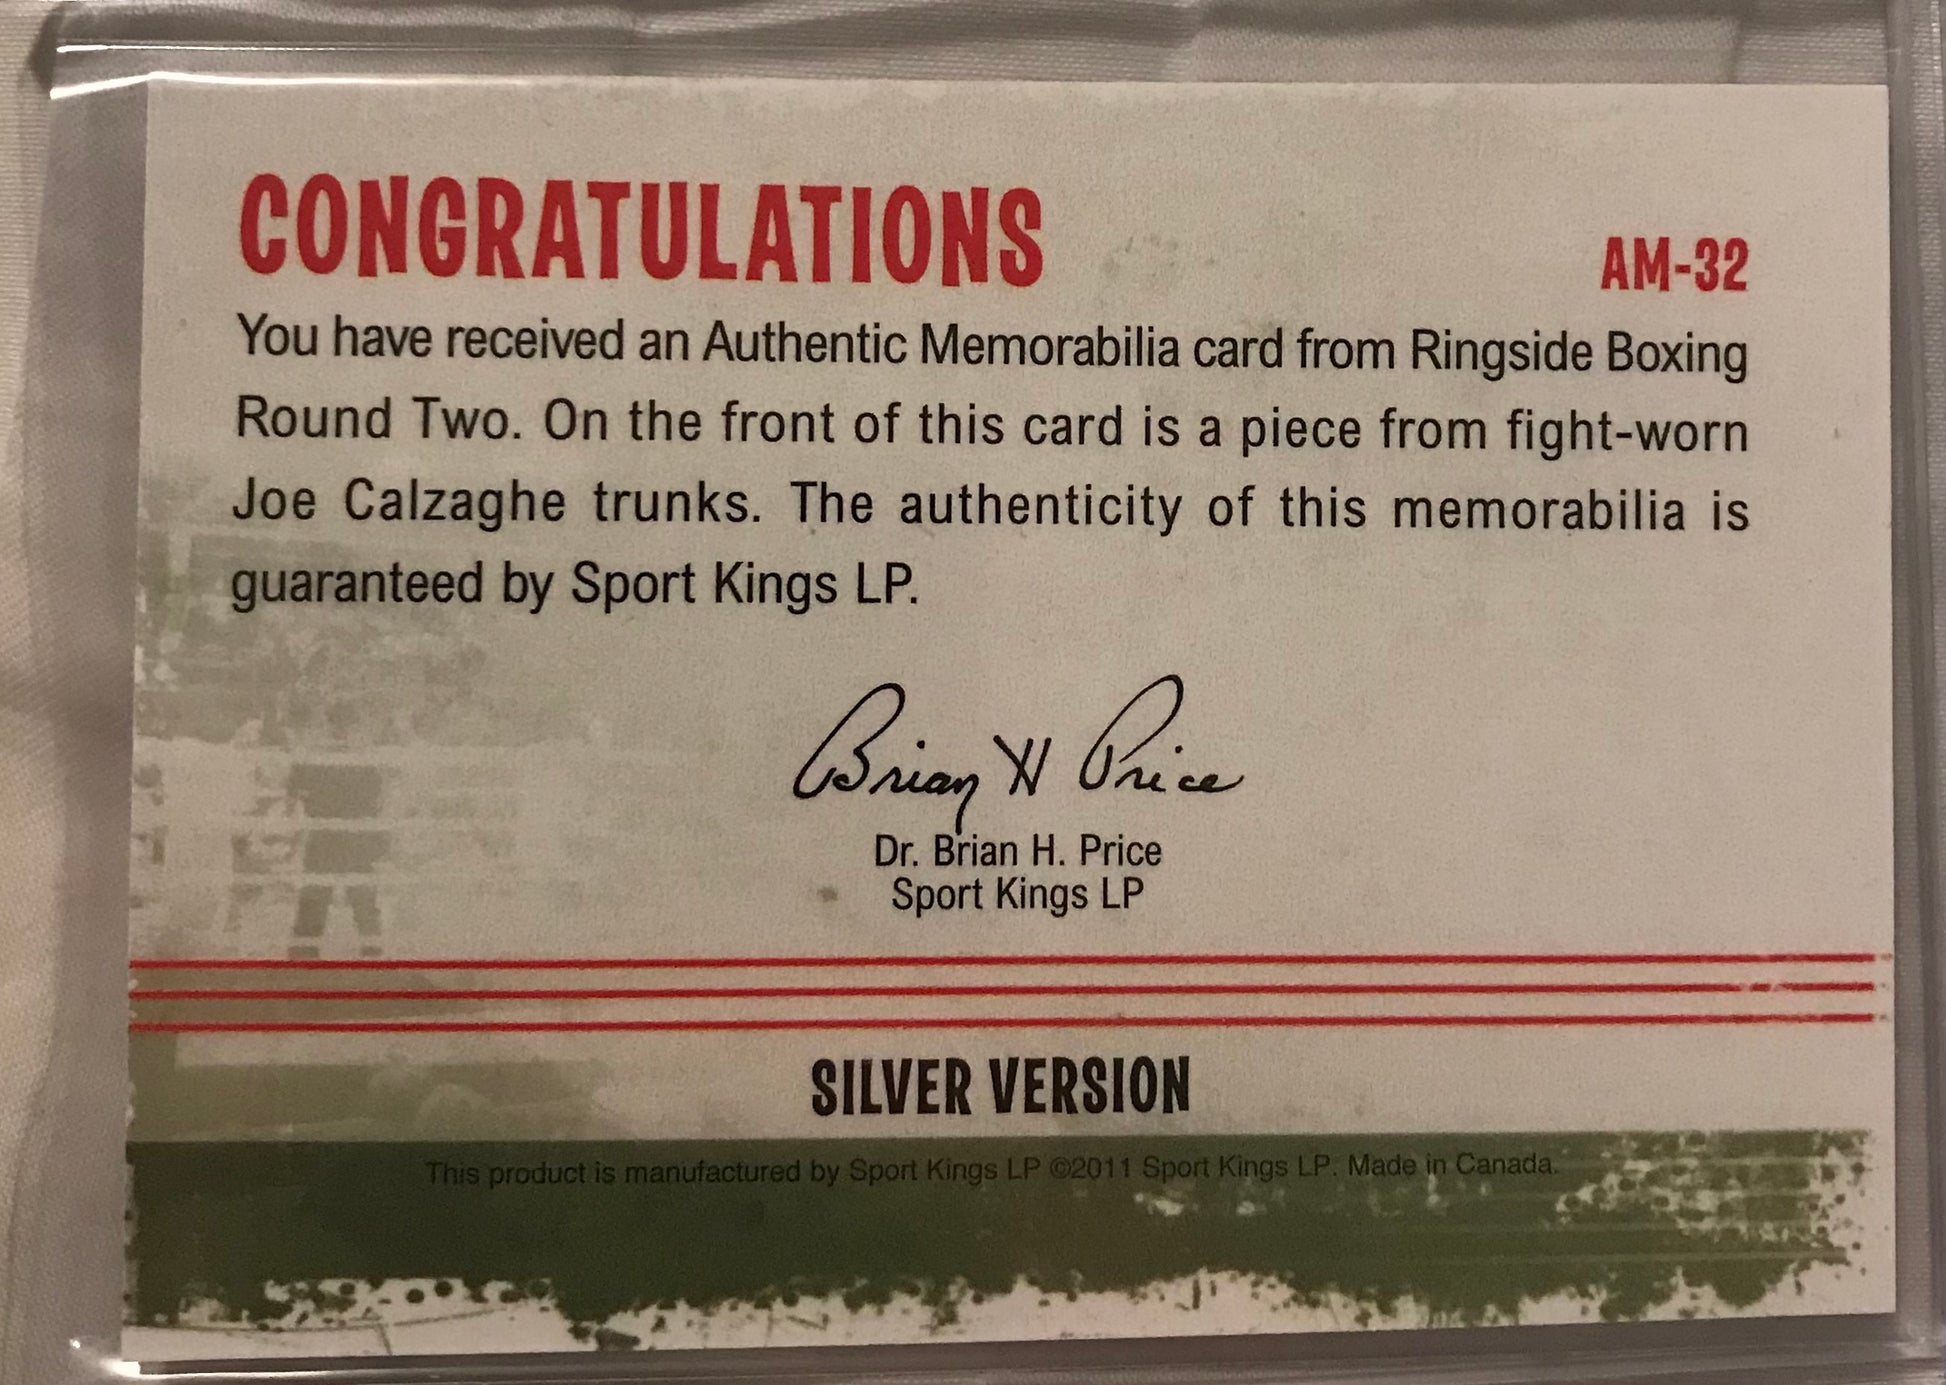 CONGRATULATIONS
AM-32
You have received an Authentic Memorabilia card from Ringside Boxing
Round Two. On the front of this card is a piece from fight-worn
Joe Calzaghe trunks. The authenticity of this memorabilia is
guaranteed by Sport Kings LP.
Brian H Price
Dr. Brian H. Price
Sport Kings LP
SILVER VERSION
This product is manufactured by Sport Kings LP ©2011 Sport Kings LP. Made in Canada.